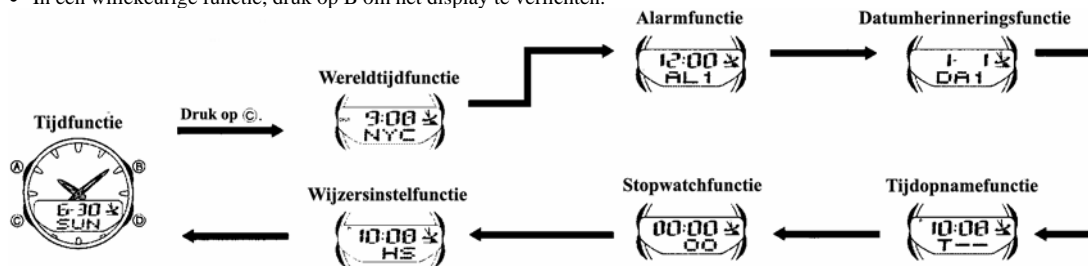 • In een willekeurige functie, druk op B om het display te verlichten.
Alarmfunctie
Datumherinneringsfunctie
12:00
AL1
1- 1
DA1
Wereldtijdfunctie
9:08
NYC
Druk op Ⓒ.
Tijdfunctie
Ⓐ
Ⓑ
Ⓒ
Ⓓ
6-30
SUN
Wijzersinstelfunctie
10:08
HS
Stopwatchfunctie
00:00
00
Tijdopnamefunctie
10:08
T--